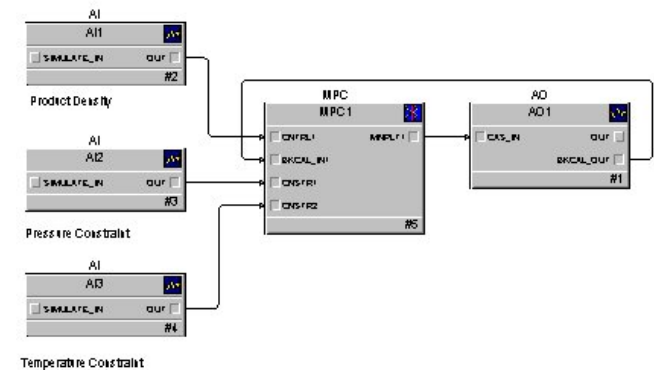 AI
AI1
SIMULATE_IN OUT
#2
Product Density
AI
AI2
SIMULATE_IN OUT
#3
Pressure Constraint
AI
AI3
SIMULATE_IN OUT
#4
Temperature Constraint
MPC
MPC1
CNTRL1 MNPLT1
BKCAL_IN1
CNSTR1
CNSTR2
#5
AO
AO1
CAS_IN OUT
BKCAL_OUT
#1